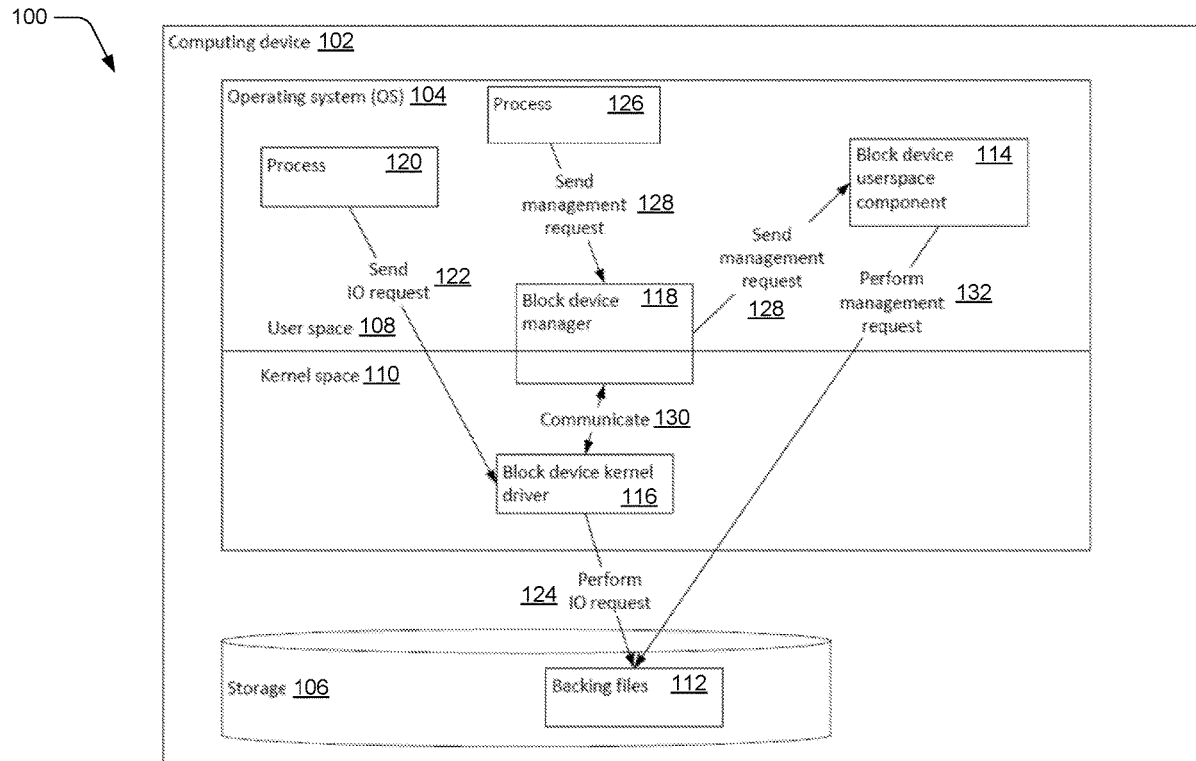 100
Computing device 102
Operating system (OS) 104
Process 126
Process 120
Block device 114
userspace
component
Send
management 128
request
Send
management
request
128
Perform
management 132
request
Send
IO request 122
Block device 118
manager
User space 108
Kernel space 110
Communicate 130
Block device kernel
driver 116
124 Perform
IO request
Storage 106
Backing files 112